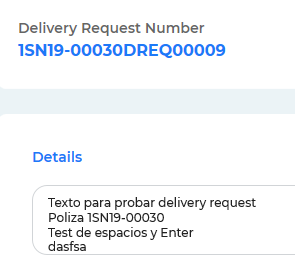 Delivery Request Number
1SN19-00030DREQ00009
Details
Texto para probar delivery request
Poliza 1SN19-00030
Test de espacios y Enter
dasfsa